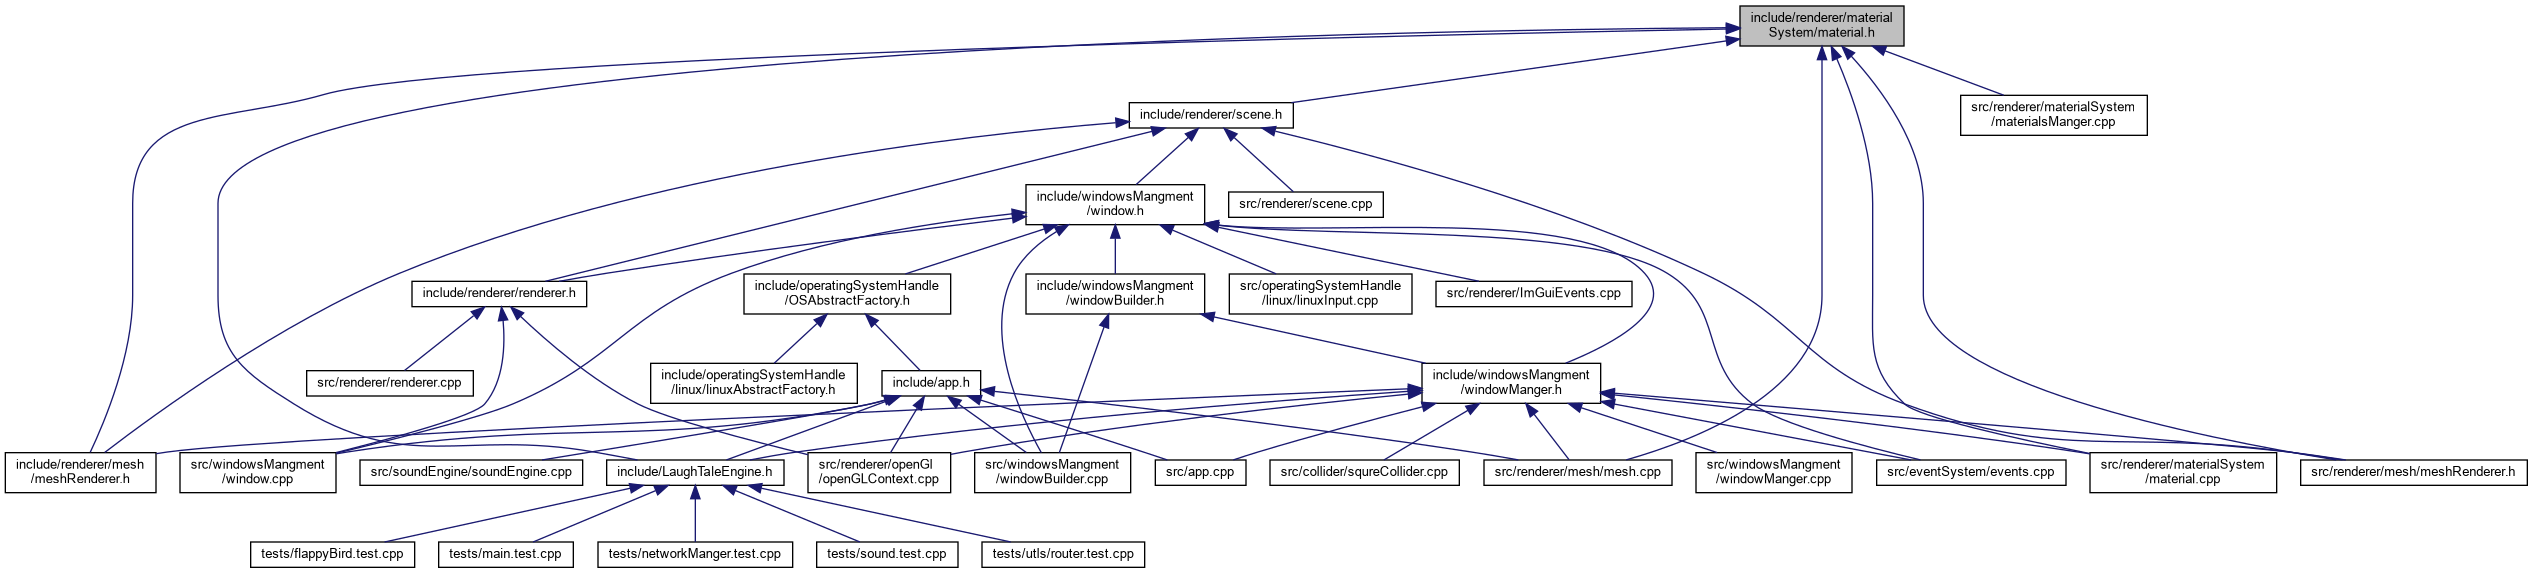 include/renderer/material
System/material.h
include/renderer/scene.h
src/renderer/materialSystem
/materialsManger.cpp
include/windowsMangment
/window.h
src/renderer/scene.cpp
include/renderer/renderer.h
include/operatingSystemHandle
/OSAbstractFactory.h
include/windowsMangment
/windowBuilder.h
src/operatingSystemHandle
/linux/linuxInput.cpp
src/renderer/ImGuiEvents.cpp
src/renderer/renderer.cpp
include/operatingSystemHandle
/linux/linuxAbstractFactory.h
include/app.h
include/windowsMangment
/windowManger.h
include/renderer/mesh
/meshRenderer.h
src/windowsMangment
/window.cpp
src/soundEngine/soundEngine.cpp
include/LaughTaleEngine.h
src/renderer/openGl
/openGLContext.cpp
src/windowsMangment
/windowBuilder.cpp
src/app.cpp
src/collider/squreCollider.cpp
src/renderer/mesh/mesh.cpp
src/windowsMangment
/windowManger.cpp
src/eventSystem/events.cpp
src/renderer/materialSystem
/material.cpp
src/renderer/mesh/meshRenderer.h
tests/flappyBird.test.cpp
tests/main.test.cpp
tests/networkManger.test.cpp
tests/sound.test.cpp
tests/utls/router.test.cpp